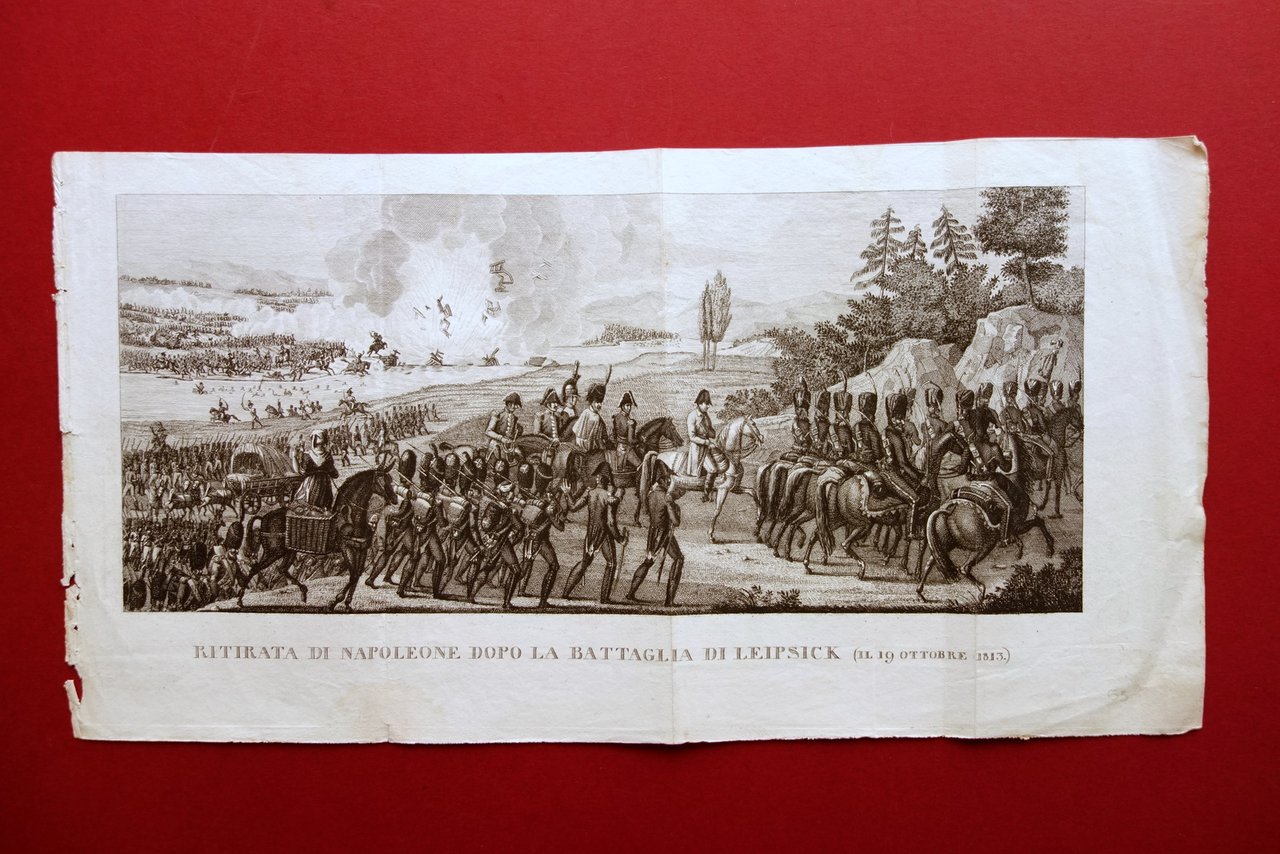 RITIRATA DI NAPOLEONE DOPO LA BATTAGLIA DI LEIPSICK (IL 19 OTTOBRE 1813.)